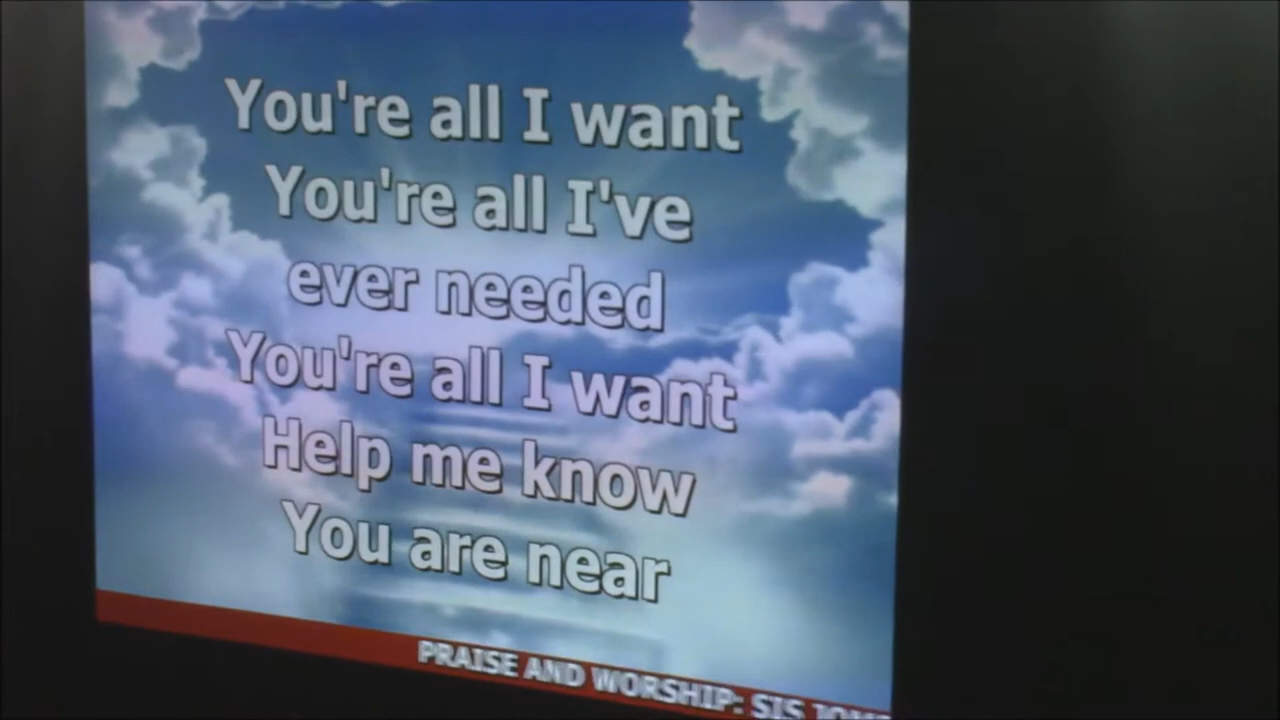 You're all I want
You're all I've
ever needed
You're all I want
Help me know
You are near
PRAISE AND WORSHIP: SIS